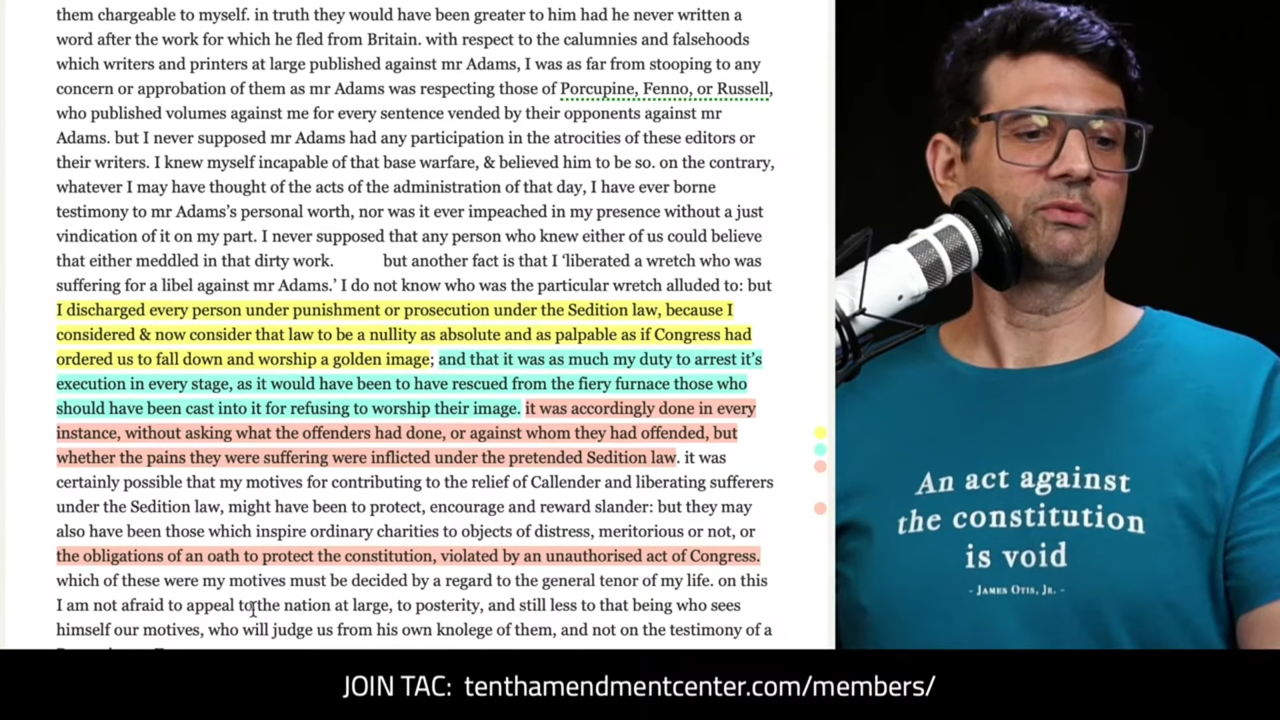 them chargeable to myself. in truth they would have been greater to him had he never written a
word after the work for which he fled from Britain. with respect to the calumnies and falsehoods
which writers and printers at large published against mr Adams, I was as far from stooping to any
concern or approbation of them as mr Adams was respecting those of Porcupine, Fenno, or Russell,
who published volumes against me for every sentence vended by their opponents against mr
Adams. but I never supposed mr Adams had any participation in the atrocities of these editors or
their writers. I knew myself incapable of that base warfare, & believed him to be so. on the contrary,
whatever I may have thought of the acts of the administration of that day, I have ever borne
testimony to mr Adams's personal worth, nor was it ever impeached in my presence without a just
vindication of it on my part. I never supposed that any person who knew either of us could believe
that either meddled in that dirty work. but another fact is that I ‘liberated a wretch who was
suffering for a libel against mr Adams.’ I do not know who was the particular wretch alluded to: but
I discharged every person under punishment or prosecution under the Sedition law, because I
considered & now consider that law to be a nullity as absolute and as palpable as if Congress had
ordered us to fall down and worship a golden image; and that it was as much my duty to arrest it’s
execution in every stage, as it would have been to have rescued from the fiery furnace those who
should have been cast into it for refusing to worship their image. it was accordingly done in every
instance, without asking what the offenders had done, or against whom they had offended, but
whether the pains they were suffering were inflicted under the pretended Sedition law. it was
certainly possible that my motives for contributing to the relief of Callender and liberating sufferers
under the Sedition law, might have been to protect, encourage and reward slander: but they may
also have been those which inspire ordinary charities to objects of distress, meritorious or not, or
the obligations of an oath to protect the constitution, violated by an unauthorised act of Congress.
which of these were my motives must be decided by a regard to the general tenor of my life. on this
I am not afraid to appeal to the nation at large, to posterity, and still less to that being who sees
himself our motives, who will judge us from his own knolege of them, and not on the testimony of a
An act against
the constitution
is void
- JAMES OTIS, JR. -
JOIN TAC: tenthamendmentcenter.com/members/